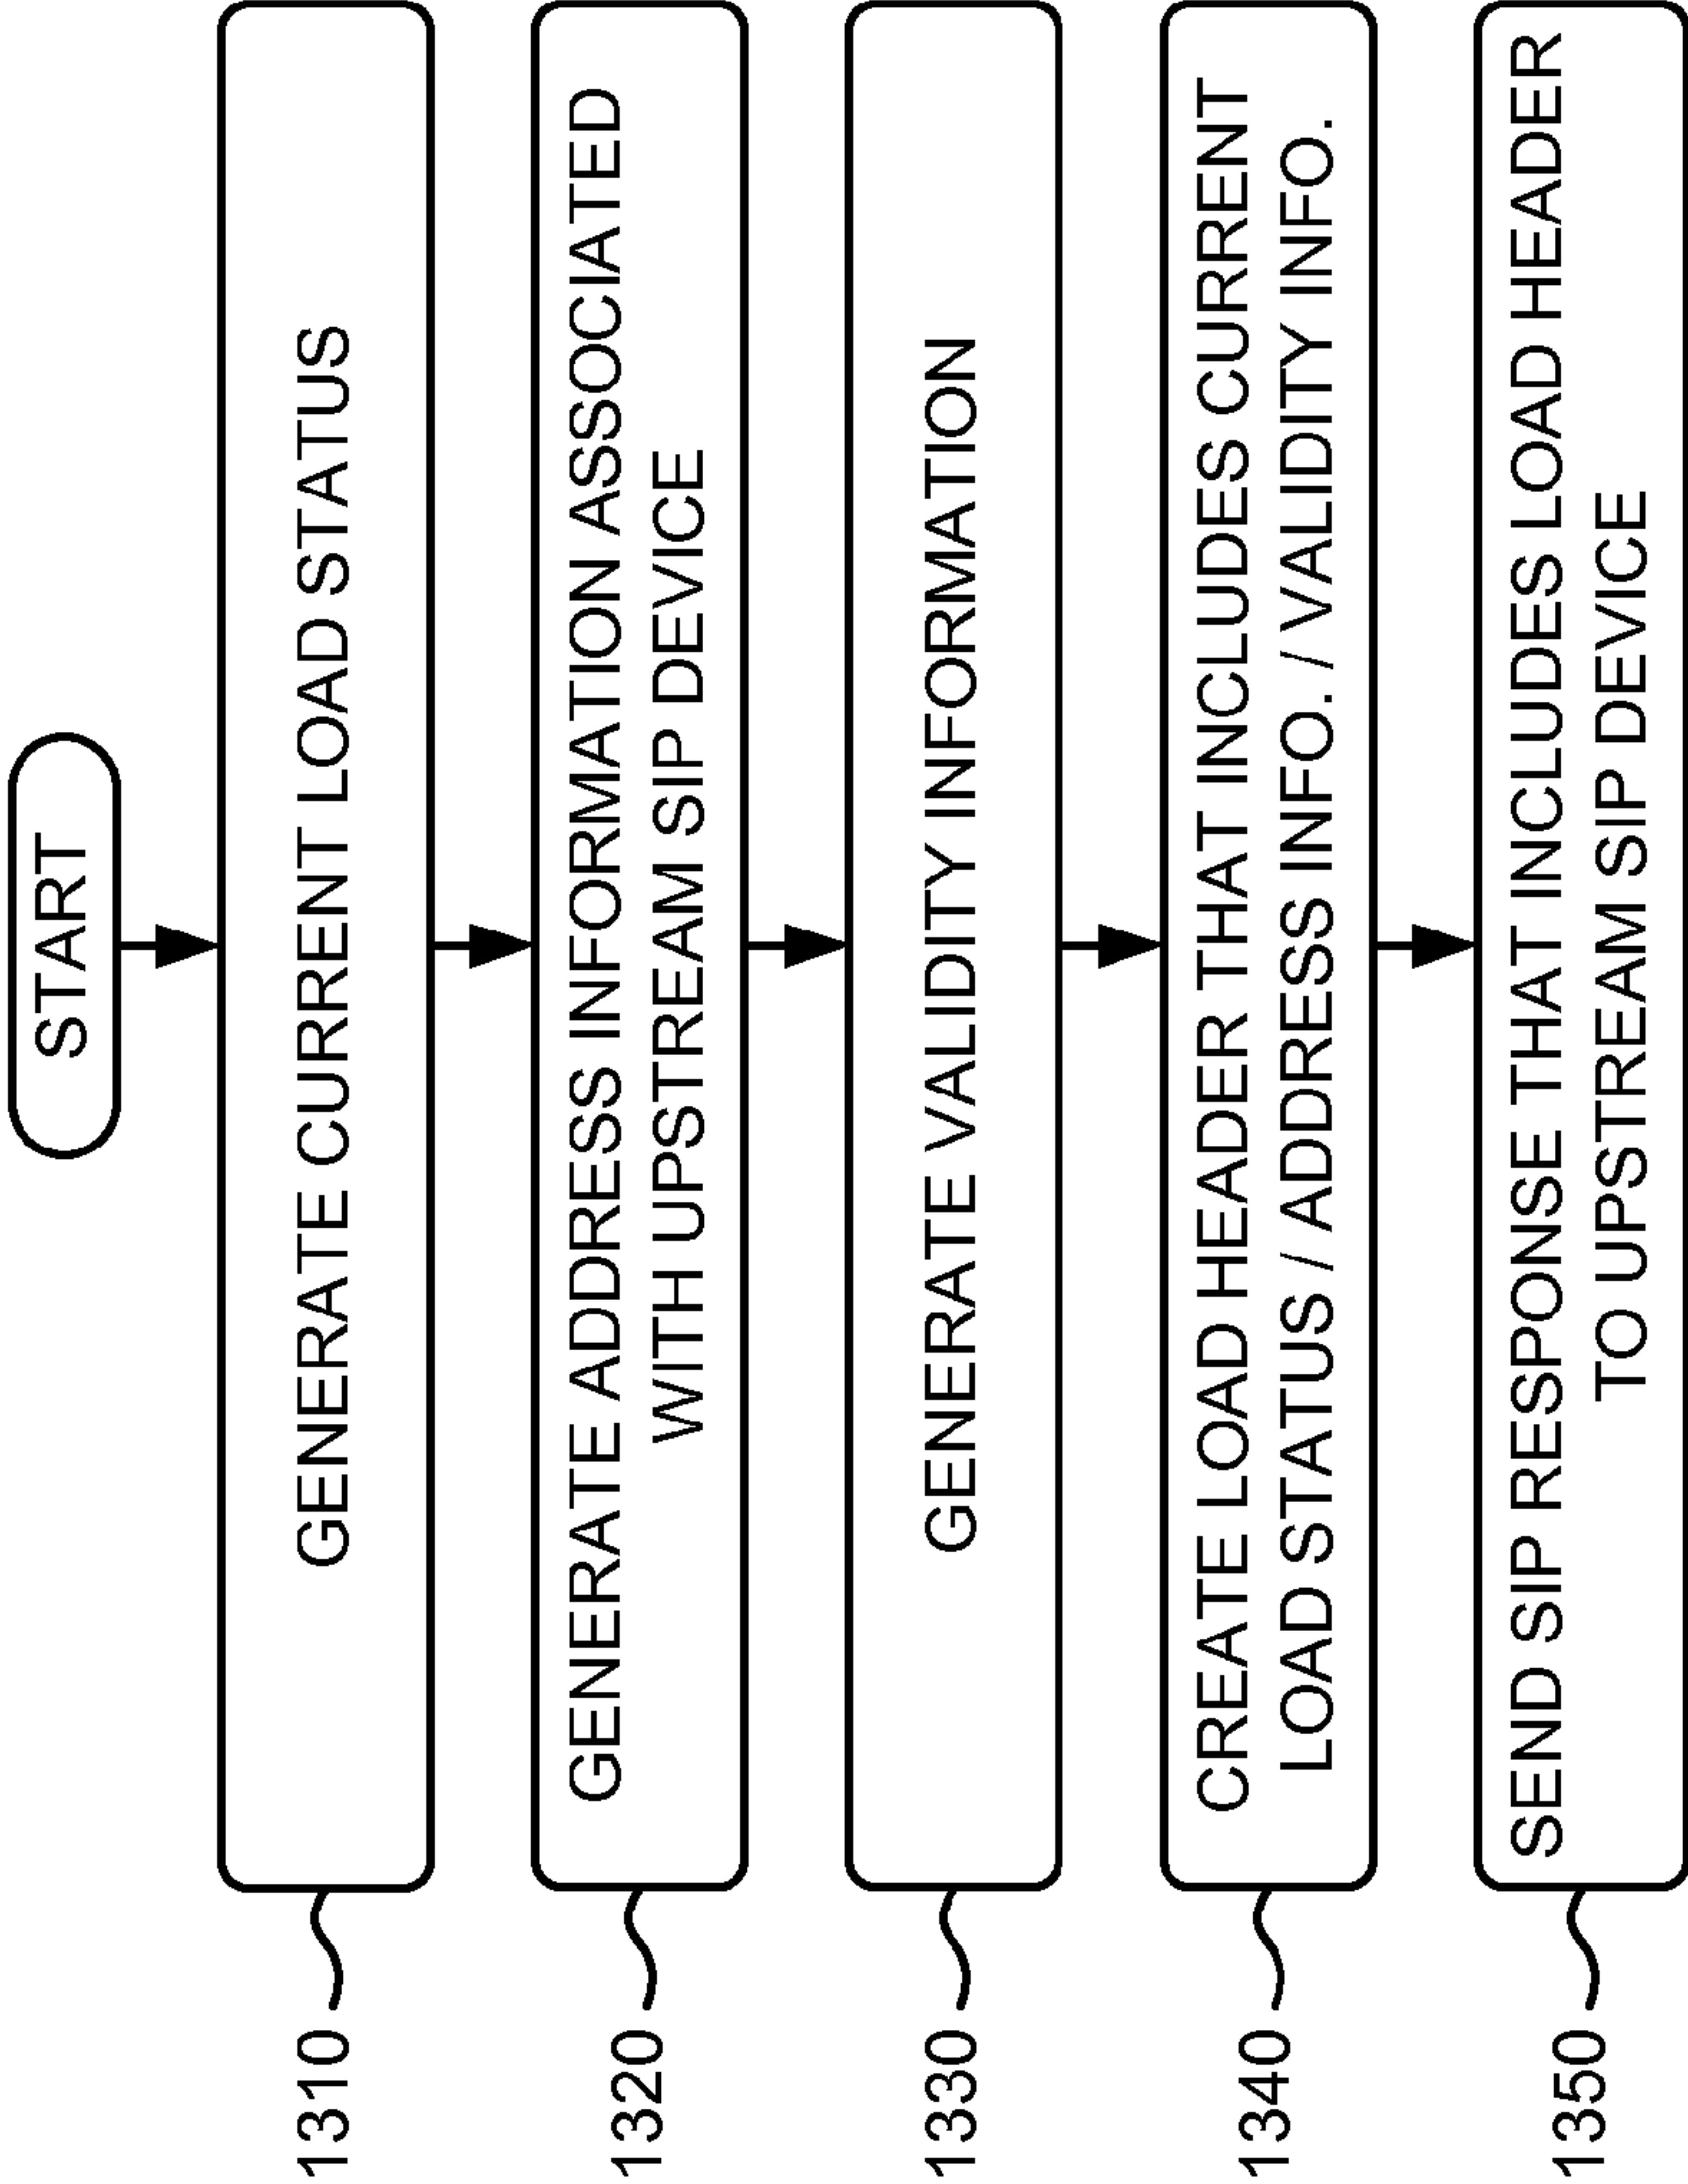 START
1310
GENERATE CURRENT LOAD STATUS
1320
GENERATE ADDRESS INFORMATION ASSOCIATED
WITH UPSTREAM SIP DEVICE
1330
GENERATE VALIDITY INFORMATION
1340
CREATE LOAD HEADER THAT INCLUDES CURRENT
LOAD STATUS / ADDRESS INFO. / VALIDITY INFO.
1350
SEND SIP RESPONSE THAT INCLUDES LOAD HEADER
TO UPSTREAM SIP DEVICE